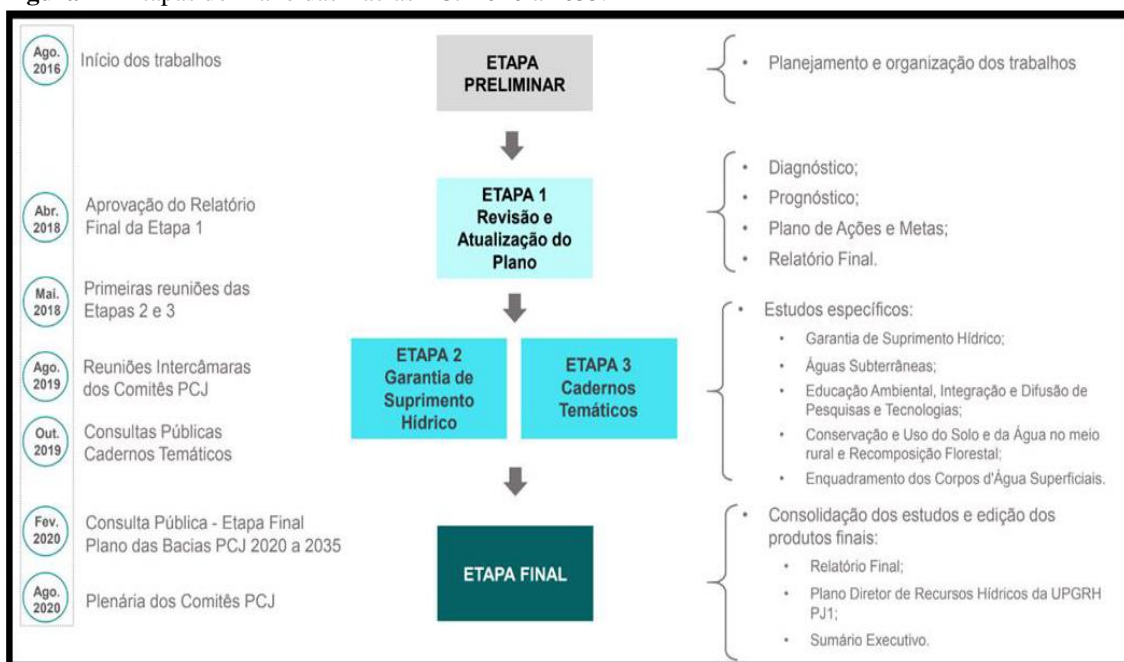 Ago.
2016
Início dos trabalhos
ETAPA
PRELIMINAR
• Planejamento e organização dos trabalhos
Abr.
2018
Aprovação do Relatório
Final da Etapa 1
ETAPA 1
Revisão e
Atualização do
Plano
• Diagnóstico;
• Prognóstico;
• Plano de Ações e Metas;
• Relatório Final.
Mai.
2018
Primeiras reuniões das
Etapas 2 e 3
Ago.
2019
Reuniões Intercâmaras
dos Comitês PCJ
Out.
2019
Consultas Públicas
Cadernos Temáticos
ETAPA 2
Garantia de
Suprimento
Hídrico
ETAPA 3
Cadernos
Temáticos
• Estudos específicos:
• Garantia de Suprimento Hídrico;
• Águas Subterrâneas;
• Educação Ambiental, Integração e Difusão de
Pesquisas e Tecnologias;
• Conservação e Uso do Solo e da Água no meio
rural e Recomposição Florestal;
• Enquadramento dos Corpos d'Água Superficiais.
Fev.
2020
Consulta Pública - Etapa Final
Plano das Bacias PCJ 2020 a 2035
Ago.
2020
Plenária dos Comitês PCJ
ETAPA FINAL
• Consolidação dos estudos e edição dos
produtos finais:
• Relatório Final;
• Plano Diretor de Recursos Hídricos da UPGRH
PJ1;
• Sumário Executivo.